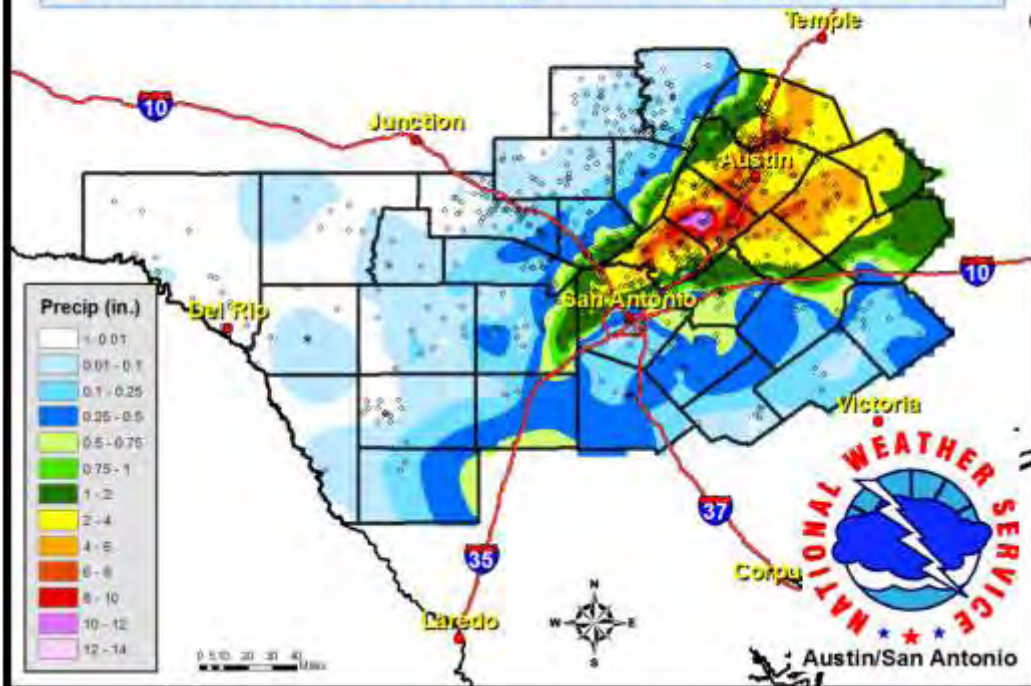 Temple
10
Junction
Austin
10
San Antonio
Del Rio
Precip (in.)
< 0.01
0.01 - 0.1
0.1 - 0.25
0.25 - 0.5
0.5 - 0.75
0.75 - 1
1 - 2
2 - 4
4 - 6
6 - 8
8 - 10
10 - 12
12 - 14
Victoria
37
35
Corpu
Laredo
N
W E
S
0 5 10 20 30 40
Miles
NATIONAL WEATHER SERVICE
Austin/San Antonio